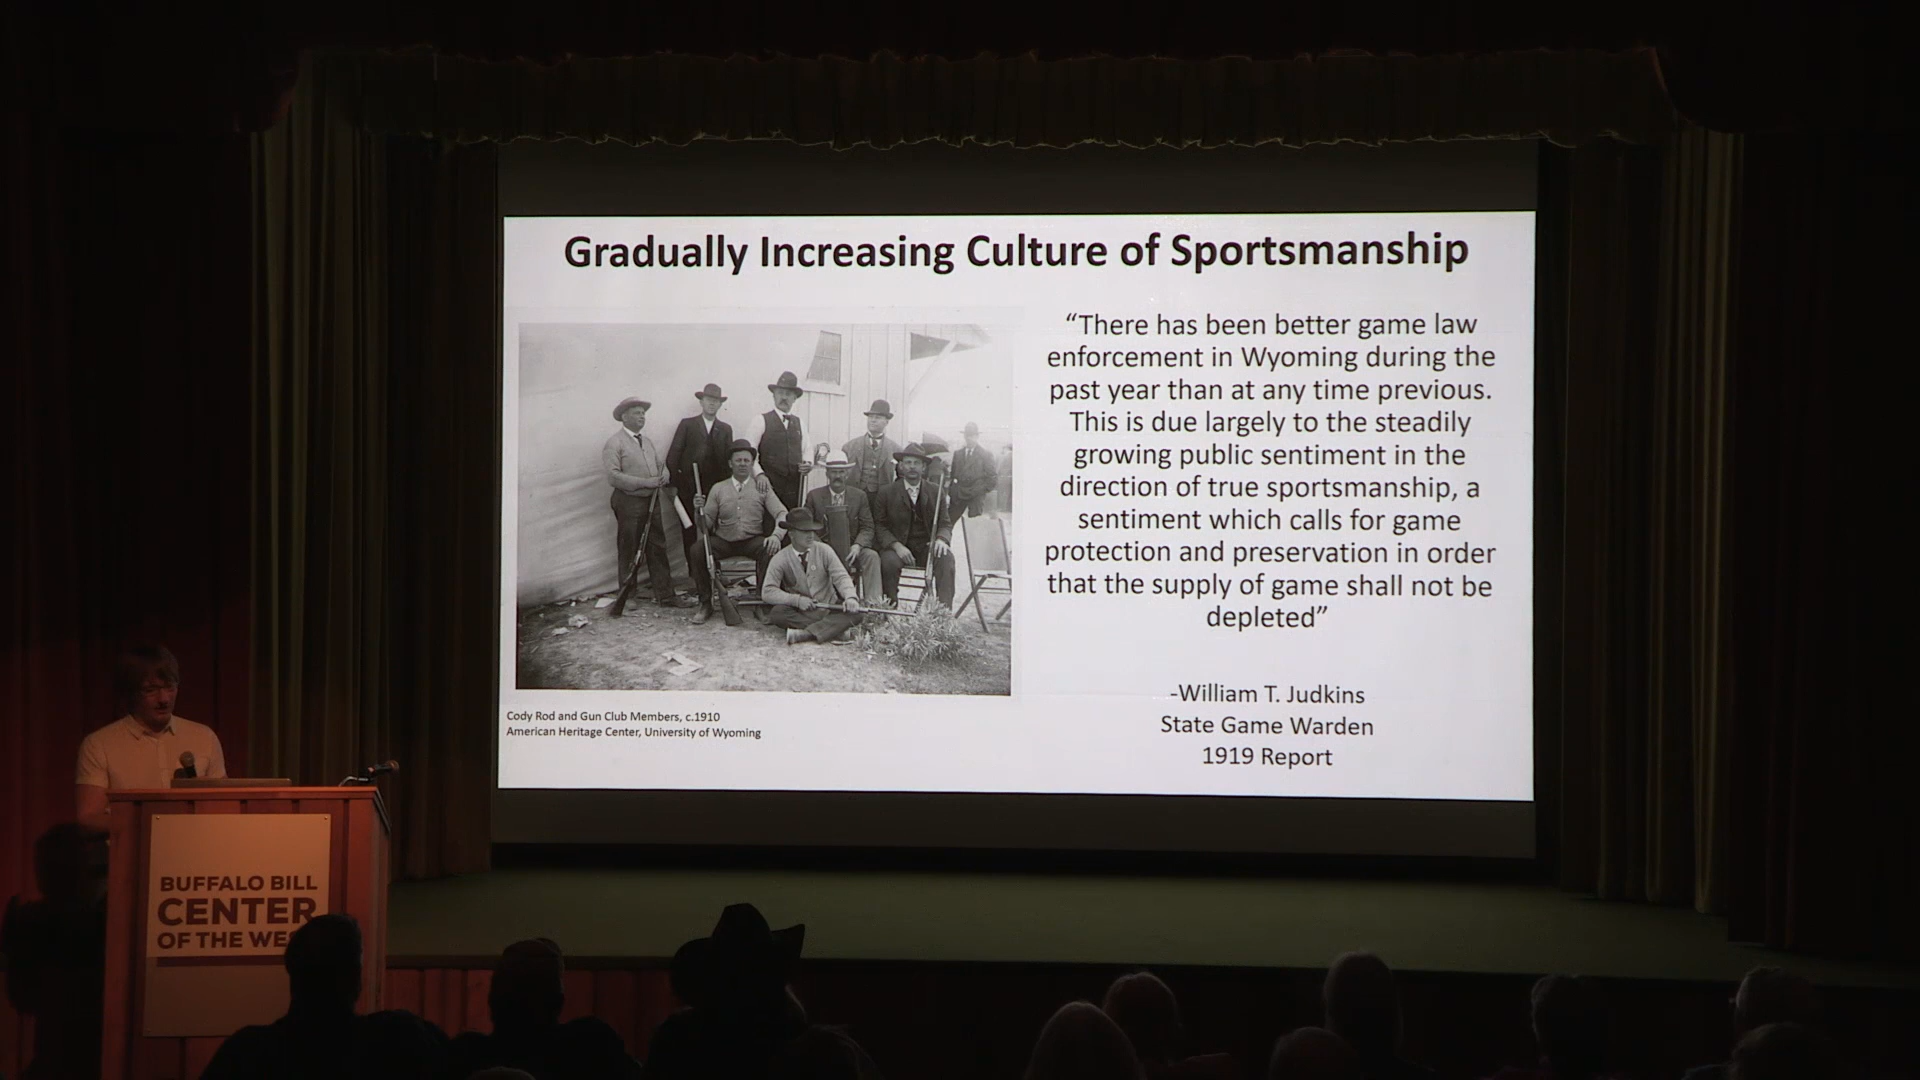 Gradually Increasing Culture of Sportsmanship
“There has been better game law
enforcement in Wyoming during the
past year than at any time previous.
This is due largely to the steadily
growing public sentiment in the
direction of true sportsmanship, a
sentiment which calls for game
protection and preservation in order
that the supply of game shall not be
depleted”
-William T. Judkins
State Game Warden
1919 Report
Cody Rod and Gun Club Members, c.1910
American Heritage Center, University of Wyoming
BUFFALO BILL
CENTER
OF THE WE